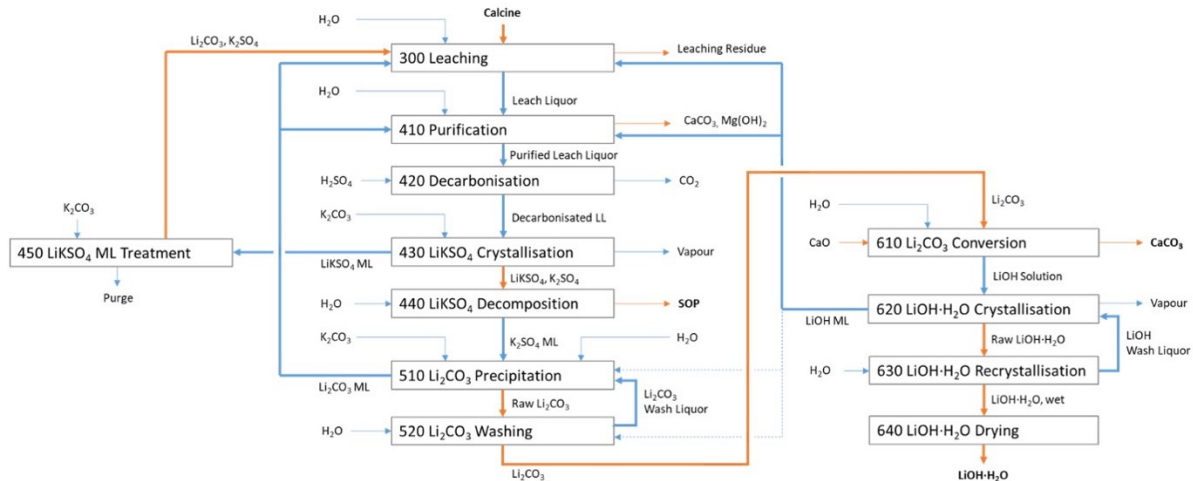 Calcine
H₂O
Li₂CO₃, K₂SO₄
300 Leaching
Leaching Residue
Leach Liquor
H₂O
410 Purification
CaCO₃, Mg(OH)₂
Purified Leach Liquor
H₂SO₄
420 Decarbonisation
CO₂
K₂CO₃
Decarbonisated LL
K₂CO₃
450 LiKSO₄ ML Treatment
LiKSO₄ ML
430 LiKSO₄ Crystallisation
Vapour
Purge
LiKSO₄, K₂SO₄
H₂O
440 LiKSO₄ Decomposition
SOP
K₂CO₃
K₂SO₄ ML
H₂O
510 Li₂CO₃ Precipitation
Li₂CO₃ ML
Raw Li₂CO₃
Li₂CO₃
Wash Liquor
H₂O
520 Li₂CO₃ Washing
Li₂CO₃
Li₂CO₃
H₂O
CaO
610 Li₂CO₃ Conversion
CaCO₃
LiOH Solution
620 LiOH·H₂O Crystallisation
Vapour
LiOH ML
Raw LiOH·H₂O
LiOH
Wash Liquor
H₂O
630 LiOH·H₂O Recrystallisation
LiOH·H₂O, wet
640 LiOH·H₂O Drying
LiOH·H₂O